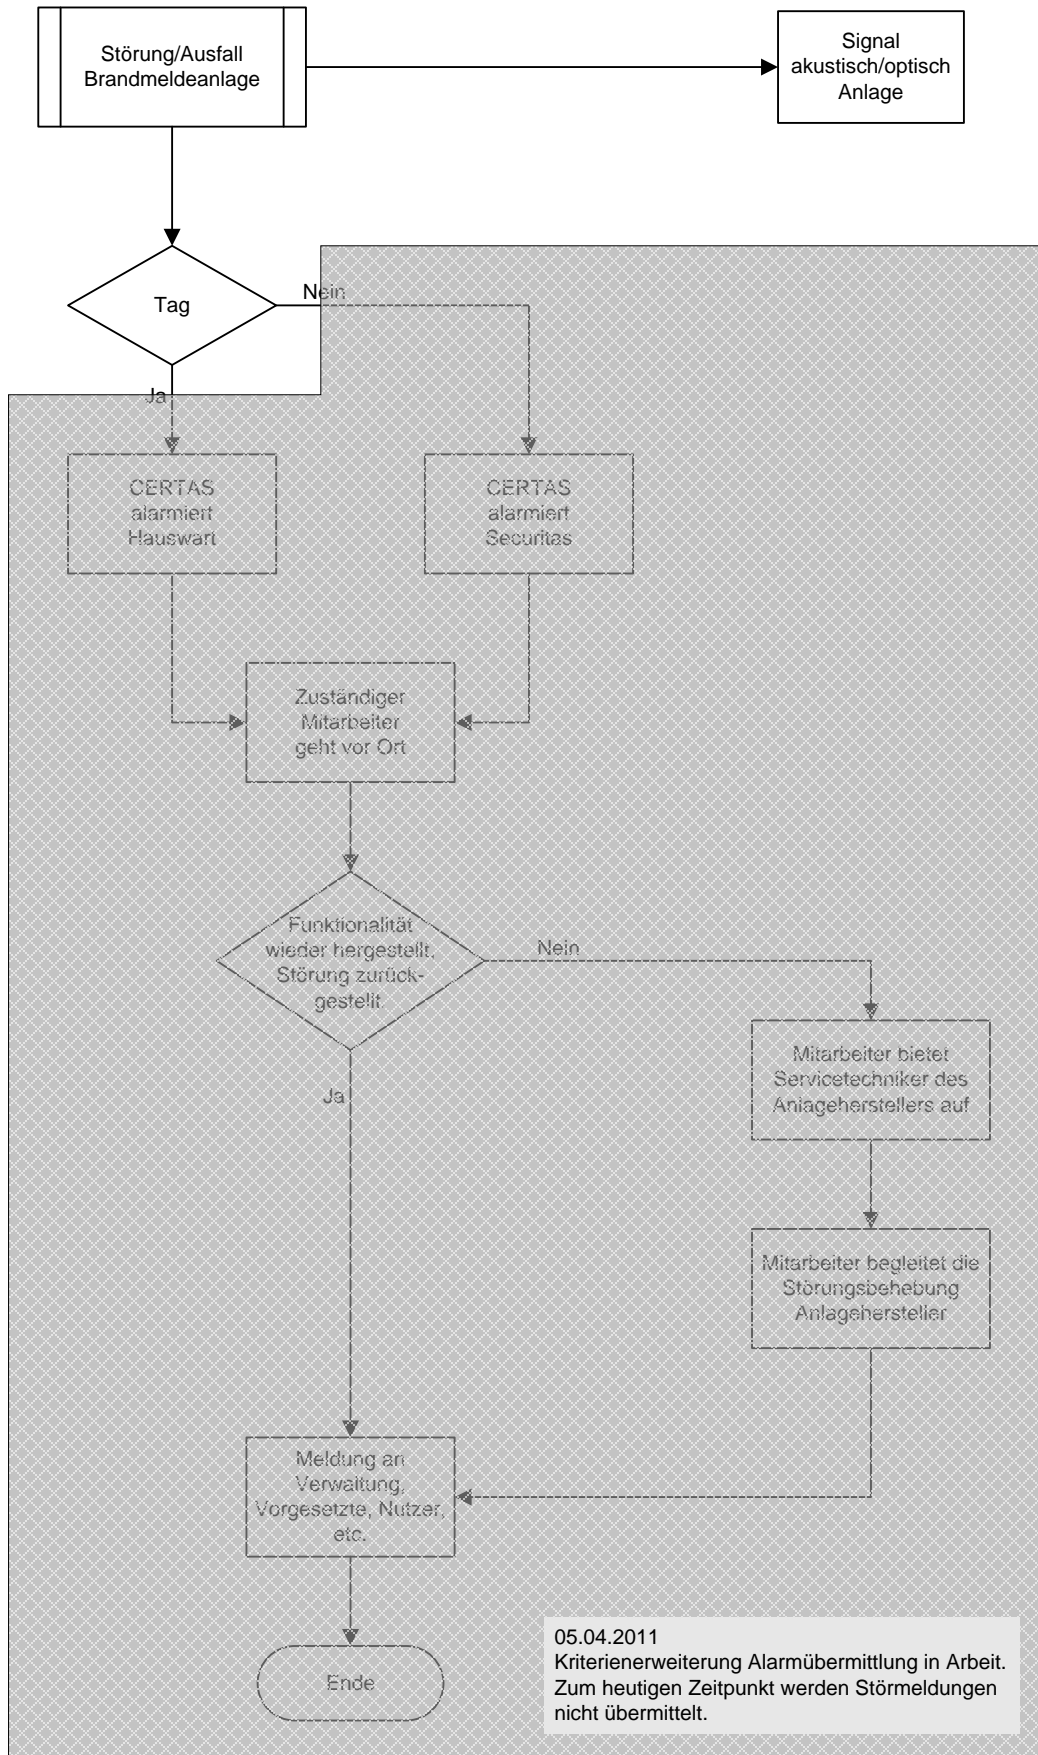 Störung/Ausfall
Brandmeldeanlage
Signal
akustisch/optisch
Anlage
Tag
Nein
Ja
CERTAS
alarmiert
Hauswart
CERTAS
alarmiert
Securitas
Zuständiger
Mitarbeiter
geht vor Ort
Funktionalität
wieder hergestellt,
Störung zurück-
gestellt.
Nein
Ja
Mitarbeiter bietet
Servicetechniker des
Anlageherstellers auf
Mitarbeiter begleitet die
Störungsbehebung
Anlagehersteller
Meldung an
Verwaltung,
Vorgesetzte, Nutzer,
etc.
Ende
05.04.2011
Kriterienerweiterung Alarmübermittlung in Arbeit.
Zum heutigen Zeitpunkt werden Störmeldungen
nicht übermittelt.